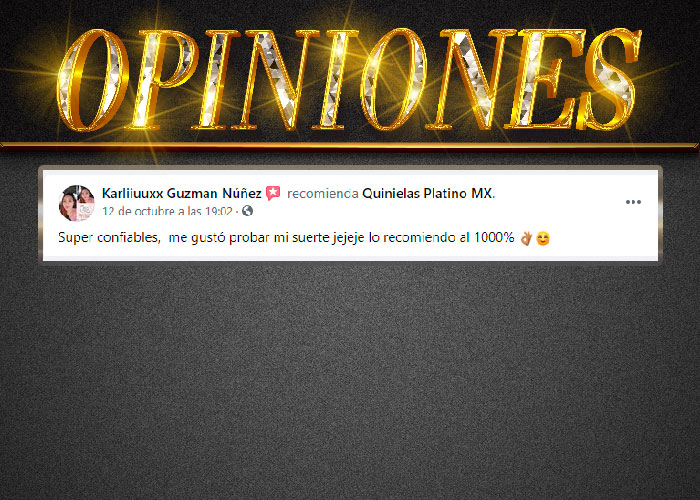 OPINIONES
Karliiuuxx Guzman Núñez recomienda Quinielas Platino MX.
12 de octubre a las 19:02 ·
Super confiables, me gustó probar mi suerte jejeje lo recomiendo al 1000% 👌🏽😊